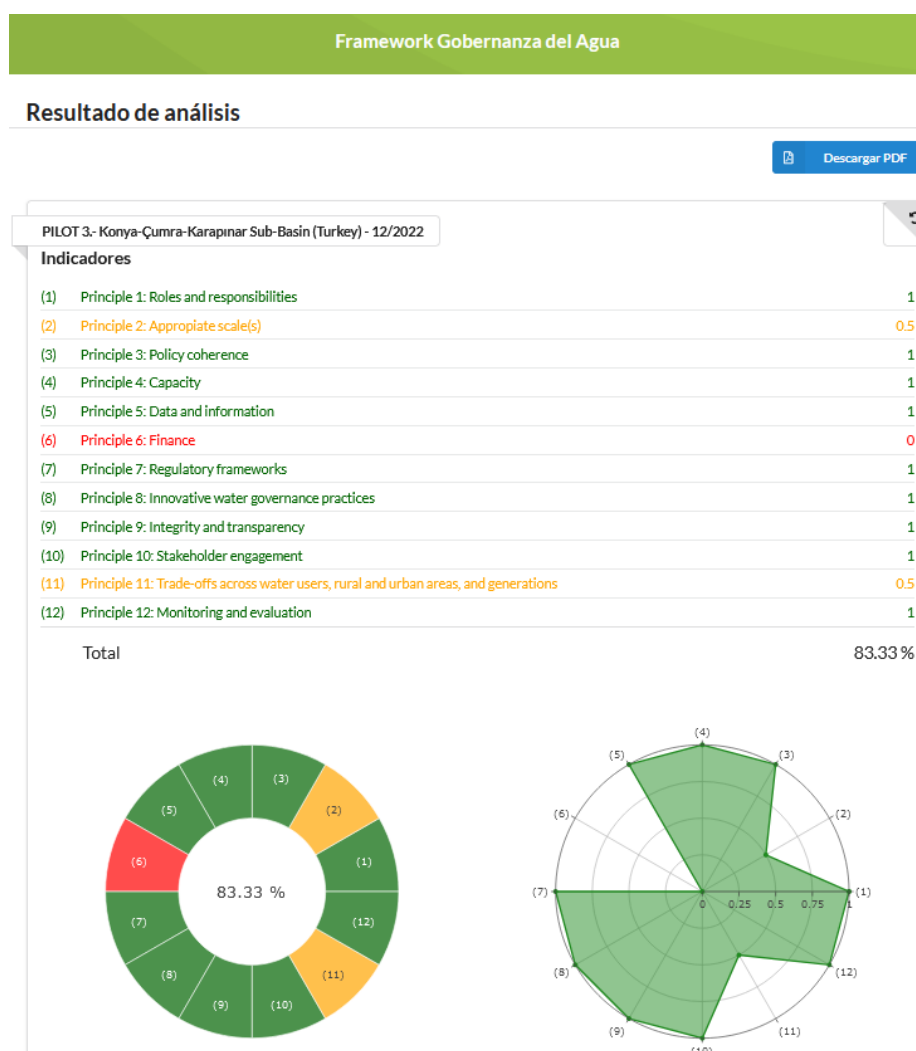 Framework Gobernanza del Agua
Resultado de análisis
Descargar PDF
PILOT 3.- Konya-Çumra-Karapınar Sub-Basin (Turkey) - 12/2022
Indicadores
(1) Principle 1: Roles and responsibilities 1
(2) Principle 2: Appropiate scale(s) 0.5
(3) Principle 3: Policy coherence 1
(4) Principle 4: Capacity 1
(5) Principle 5: Data and information 1
(6) Principle 6: Finance 0
(7) Principle 7: Regulatory frameworks 1
(8) Principle 8: Innovative water governance practices 1
(9) Principle 9: Integrity and transparency 1
(10) Principle 10: Stakeholder engagement 1
(11) Principle 11: Trade-offs across water users, rural and urban areas, and generations 0.5
(12) Principle 12: Monitoring and evaluation 1
Total 83.33 %
(4) (3)
(5) (2)
(6) (1)
83.33 %
(7) (12)
(8) (11)
(9) (10)
(4)
(5) (3)
(6) (2)
(7) (1)
0 0.25 0.5 0.75 1
(8) (12)
(9) (11)
(10)